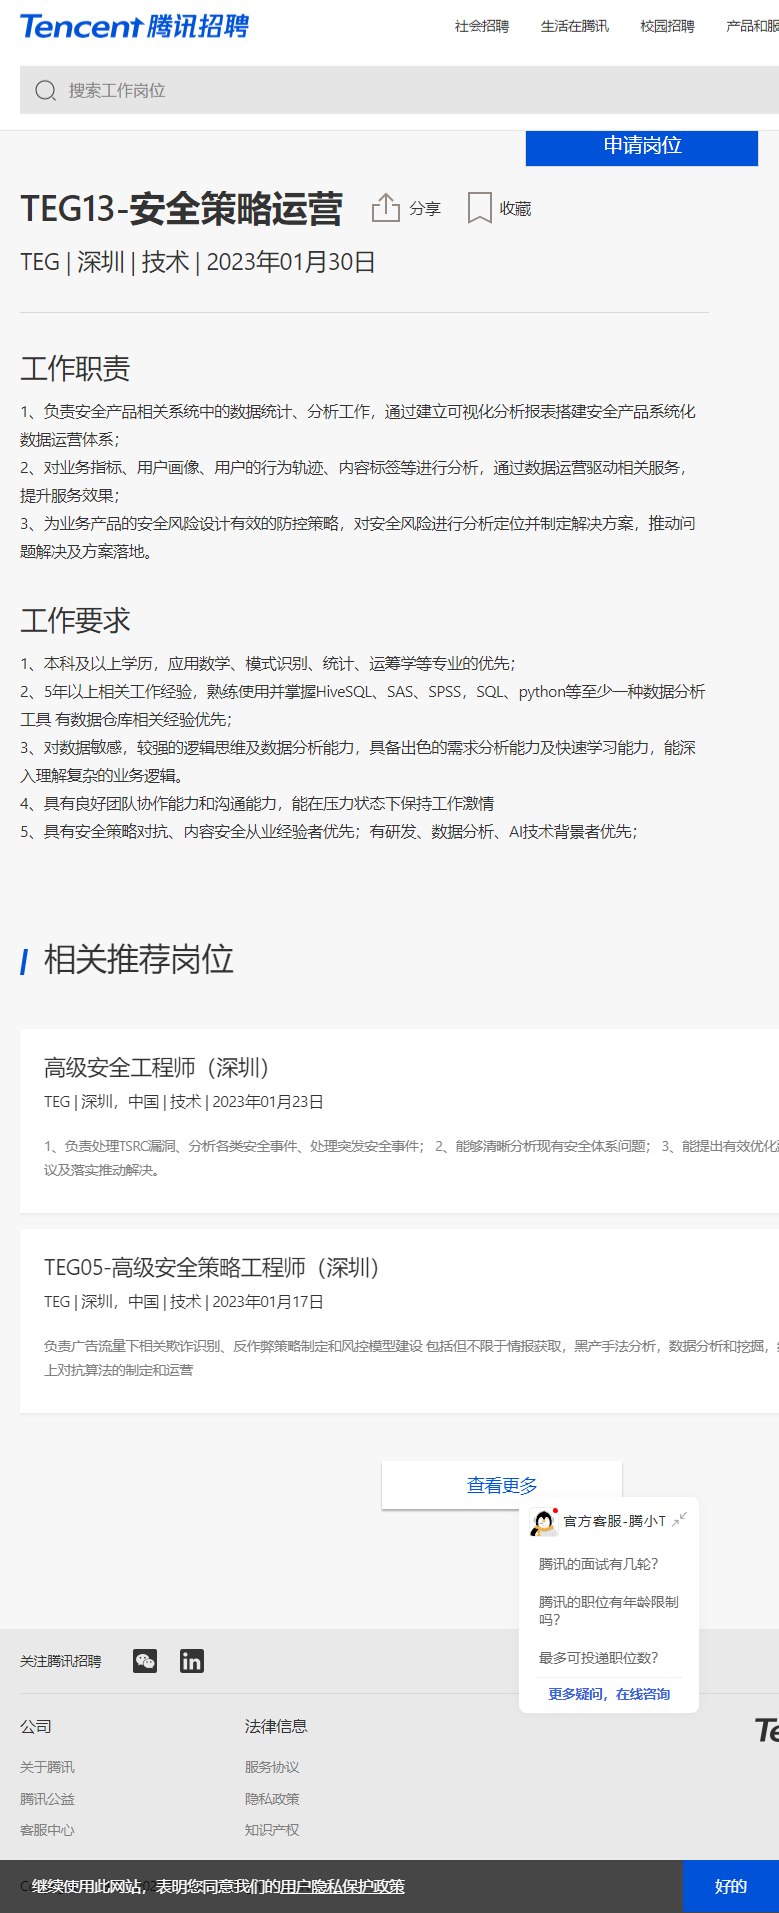 Tencent 腾讯招聘
社会招聘 生活在腾讯 校园招聘 产品和服
搜索工作岗位
申请岗位
TEG13-安全策略运营 分享 收藏
TEG | 深圳 | 技术 | 2023年01月30日
工作职责
1、负责安全产品相关系统中的数据统计、分析工作，通过建立可视化分析报表搭建安全产品系统化
数据运营体系；
2、对业务指标、用户画像、用户的行为轨迹、内容标签等进行分析，通过数据运营驱动相关服务，
提升服务效果；
3、为业务产品的安全风险设计有效的防控策略，对安全风险进行分析定位并制定解决方案，推动问
题解决及方案落地。
工作要求
1、本科及以上学历，应用数学、模式识别、统计、运筹学等专业的优先；
2、5年以上相关工作经验，熟练使用并掌握HiveSQL、SAS、SPSS，SQL、python等至少一种数据分析
工具 有数据仓库相关经验优先；
3、对数据敏感，较强的逻辑思维及数据分析能力，具备出色的需求分析能力及快速学习能力，能深
入理解复杂的业务逻辑。
4、具有良好团队协作能力和沟通能力，能在压力状态下保持工作激情
5、具有安全策略对抗、内容安全从业经验者优先；有研发、数据分析、AI技术背景者优先；
相关推荐岗位
高级安全工程师（深圳）
TEG | 深圳，中国 | 技术 | 2023年01月23日
1、负责处理TSRC漏洞、分析各类安全事件、处理突发安全事件； 2、能够清晰分析现有安全体系问题； 3、能提出有效优化
议及落实推动解决。
TEG05-高级安全策略工程师（深圳）
TEG | 深圳，中国 | 技术 | 2023年01月17日
负责广告流量下相关欺诈识别、反作弊策略制定和风控模型建设 包括但不限于情报获取，黑产手法分析，数据分析和挖掘，
上对抗算法的制定和运营
查看更多
官方客服-腾小T
腾讯的面试有几轮？
腾讯的职位有年龄限制
吗？
最多可投递职位数？
更多疑问，在线咨询
关注腾讯招聘
公司 法律信息
关于腾讯 服务协议
腾讯公益 隐私政策
客服中心 知识产权
继续使用此网站，表明您同意我们的用户隐私保护政策 好的